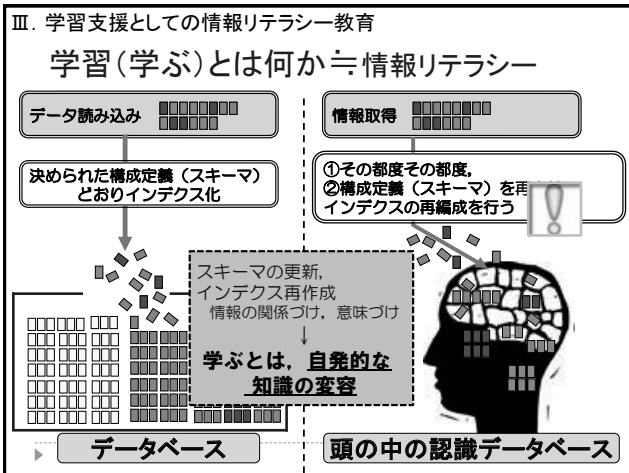 Ⅲ. 学習支援としての情報リテラシー教育
学習(学ぶ)とは何か≒情報リテラシー
データ読み込み
決められた構成定義(スキーマ)
どおりインデクス化
情報取得
①その都度その都度,
②構成定義(スキーマ)を再
インデクスの再編成を行う
スキーマの更新,
インデクス再作成
情報の関係づけ,意味づけ
↓
学ぶとは,自発的な
知識の変容
データベース
頭の中の認識データベース